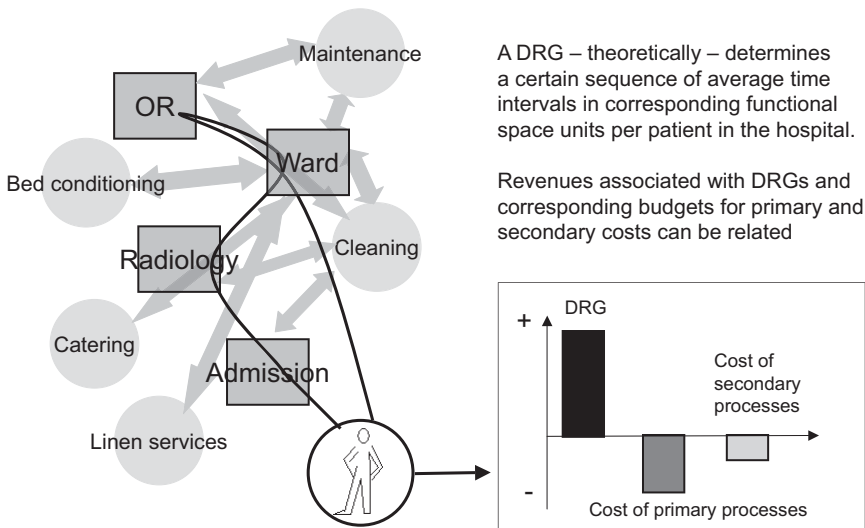 Maintenance
OR
Ward
Bed conditioning
Cleaning
Radiology
Catering
Admission
Linen services
A DRG – theoretically – determines
a certain sequence of average time
intervals in corresponding functional
space units per patient in the hospital.
Revenues associated with DRGs and
corresponding budgets for primary and
secondary costs can be related
DRG
+
Cost of
secondary
processes
-
Cost of primary processes